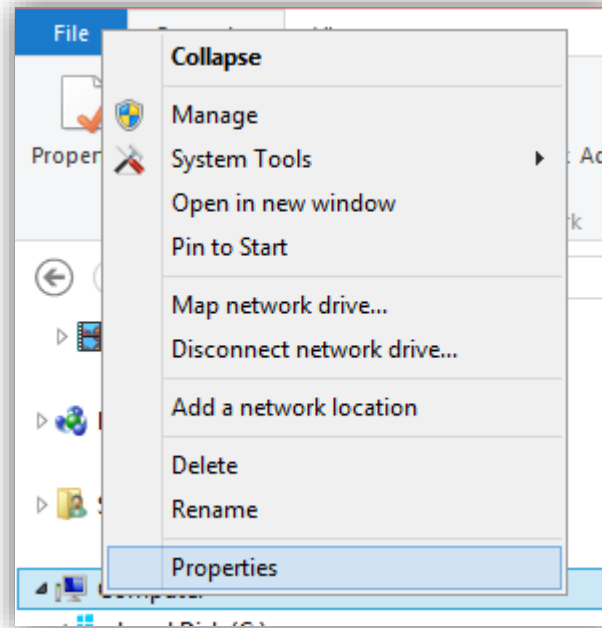 File
Collapse
Manage
Proper
System Tools
Ad
Open in new window
Pin to Start
Map network drive...
Disconnect network drive...
Add a network location
Delete
Rename
Properties